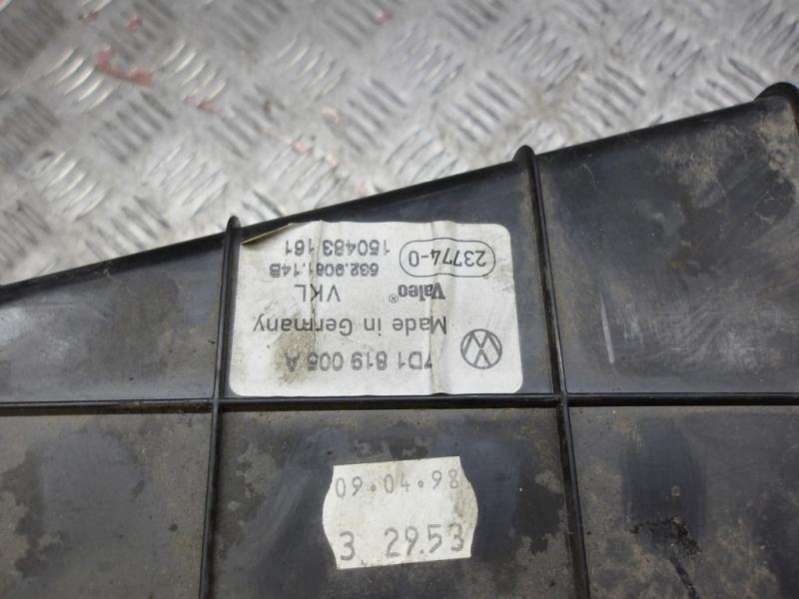 7D1 819 005 A
Made in Germany
Valeo® VKL
632.9081.14B
23774-0
150483 161
09.04.98
3 29.53